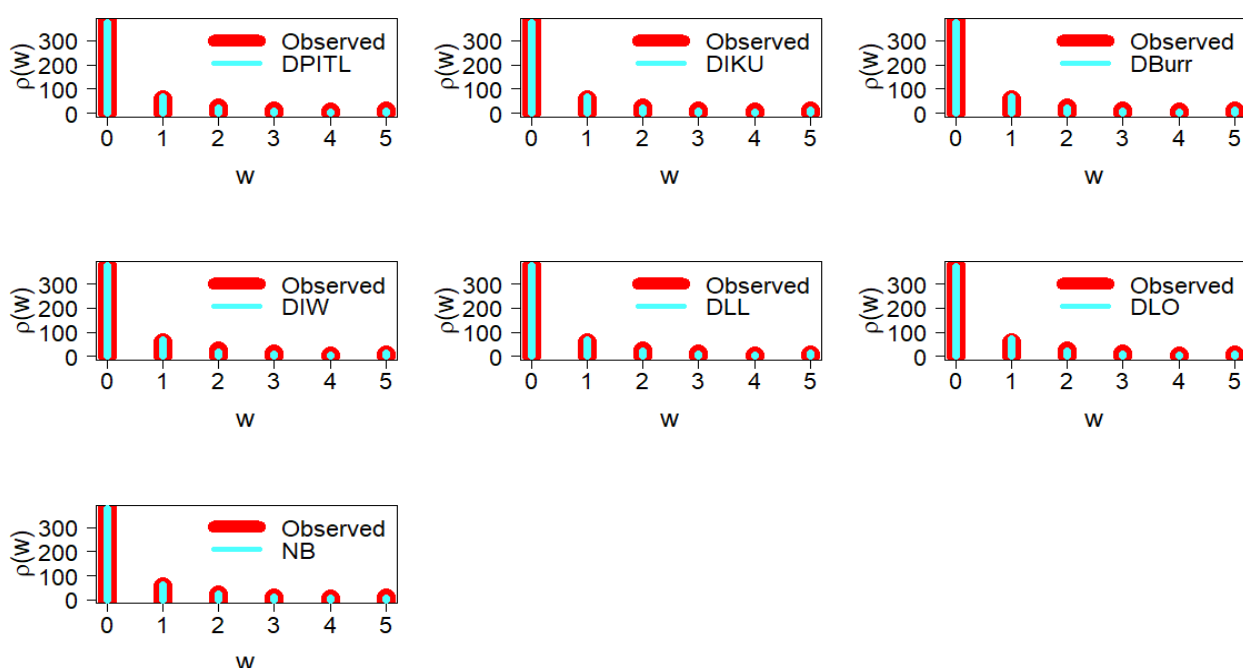 ρ(w)
300
200
100
0
Observed
DPITL
0 1 2 3 4 5
w
ρ(w)
300
200
100
0
Observed
DIKU
0 1 2 3 4 5
w
ρ(w)
300
200
100
0
Observed
DBurr
0 1 2 3 4 5
w
ρ(w)
300
200
100
0
Observed
DIW
0 1 2 3 4 5
w
ρ(w)
300
200
100
0
Observed
DLL
0 1 2 3 4 5
w
ρ(w)
300
200
100
0
Observed
DLO
0 1 2 3 4 5
w
ρ(w)
300
200
100
0
Observed
NB
0 1 2 3 4 5
w